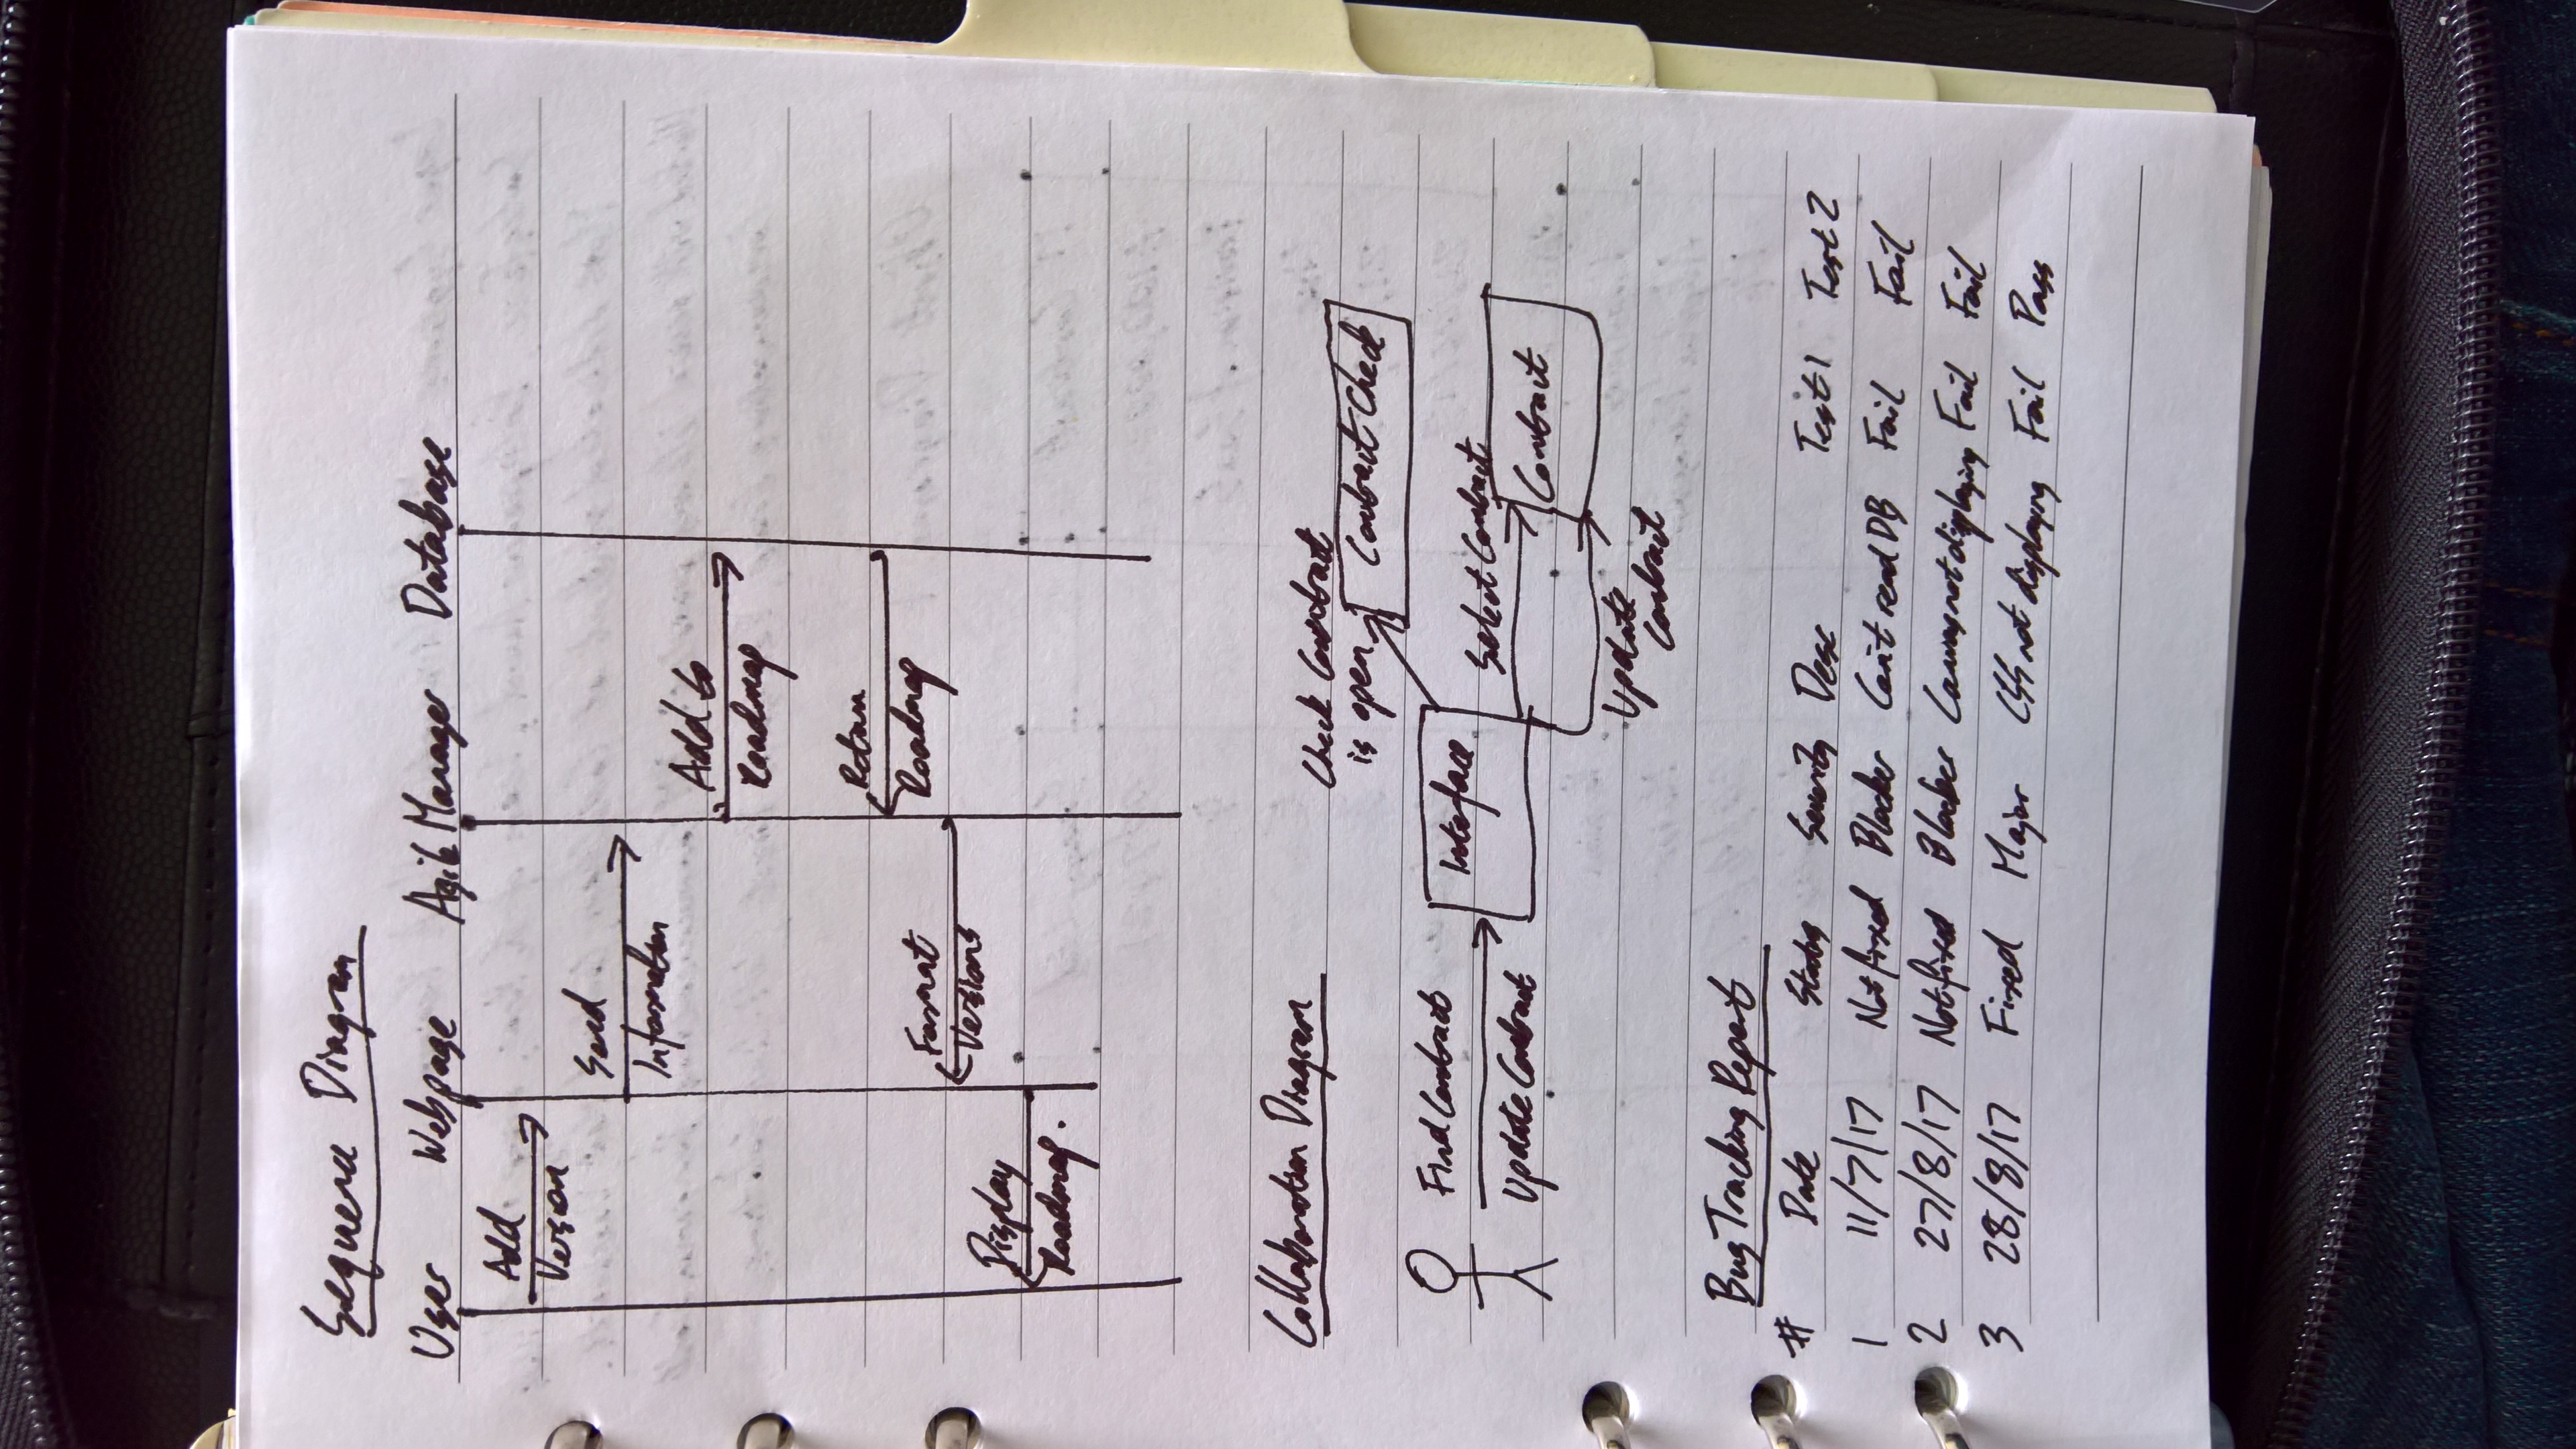 Sequence Diagram
User Webpage Agile Manager Database
Add
Version
Send
Information
Add to
Roadmap
Return
Roadmap
Format
Versions
Display
Roadmap.
Collaboration Diagram
Check Contract
is open
Contract Check
Find Contract
Update Contract
Interface
Select Contract
Contract
Update
Contract
Bug Tracking Report
# Date Status Severity Desc Test 1 Test 2
1 11/7/17 Not fixed Blocker Can't read DB Fail Fail
2 27/8/17 Not fixed Blocker Canvas not displaying Fail Fail
3 28/8/17 Fixed Major CSS not displaying Fail Pass